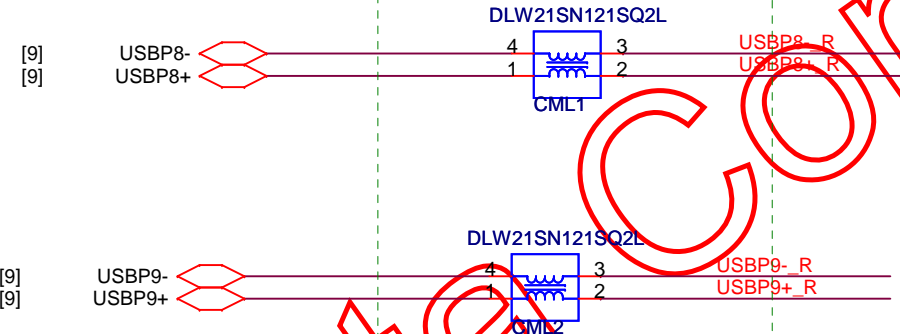 DLW21SN121SQ2L
[9] USBP8- 4 3 USBP8-_R
[9] USBP8+ 1 2 USBP8+_R
CML1
DLW21SN121SQ2L
[9] USBP9- 4 3 USBP9-_R
[9] USBP9+ 1 2 USBP9+_R
CML2